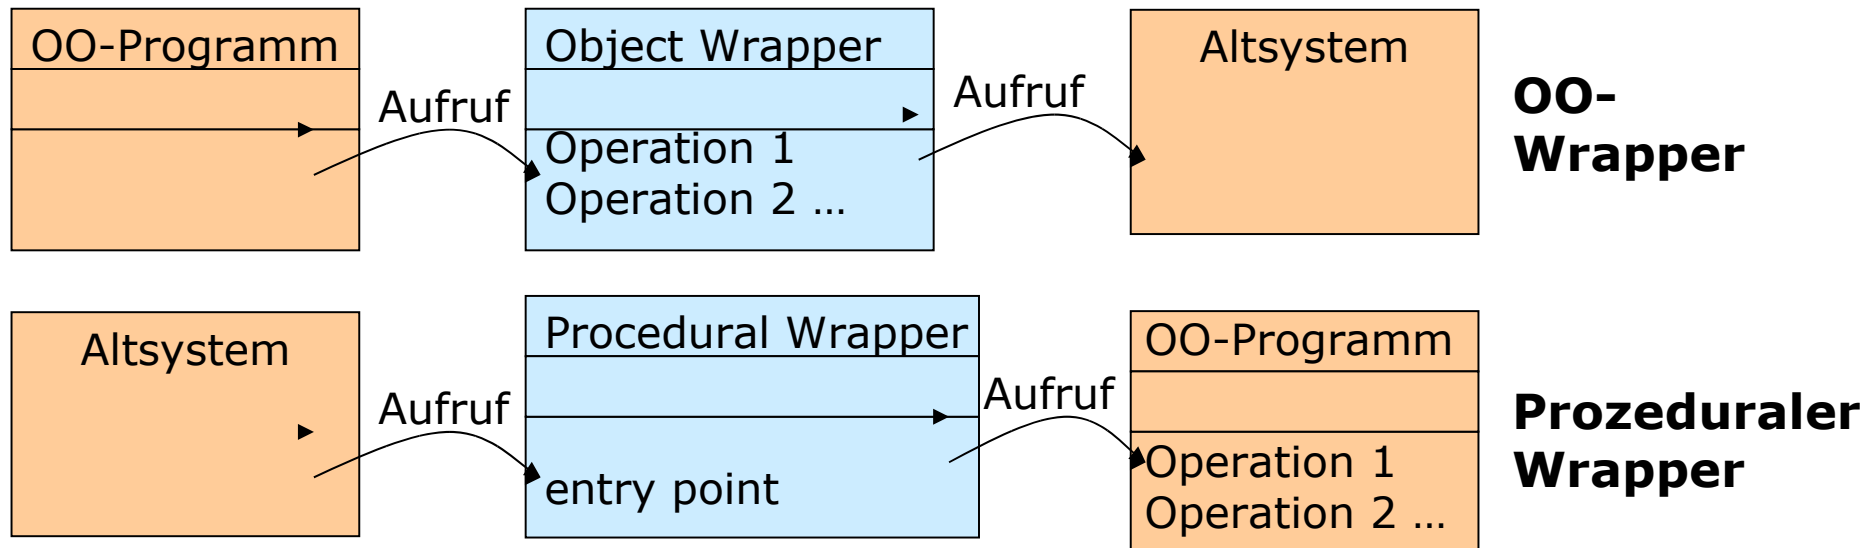 OO-Programm
Aufruf
Object Wrapper
Operation 1
Operation 2 ...
Aufruf
Altsystem
OO-
Wrapper
Altsystem
Aufruf
Procedural Wrapper
entry point
Aufruf
OO-Programm
Operation 1
Operation 2 ...
Prozeduraler
Wrapper